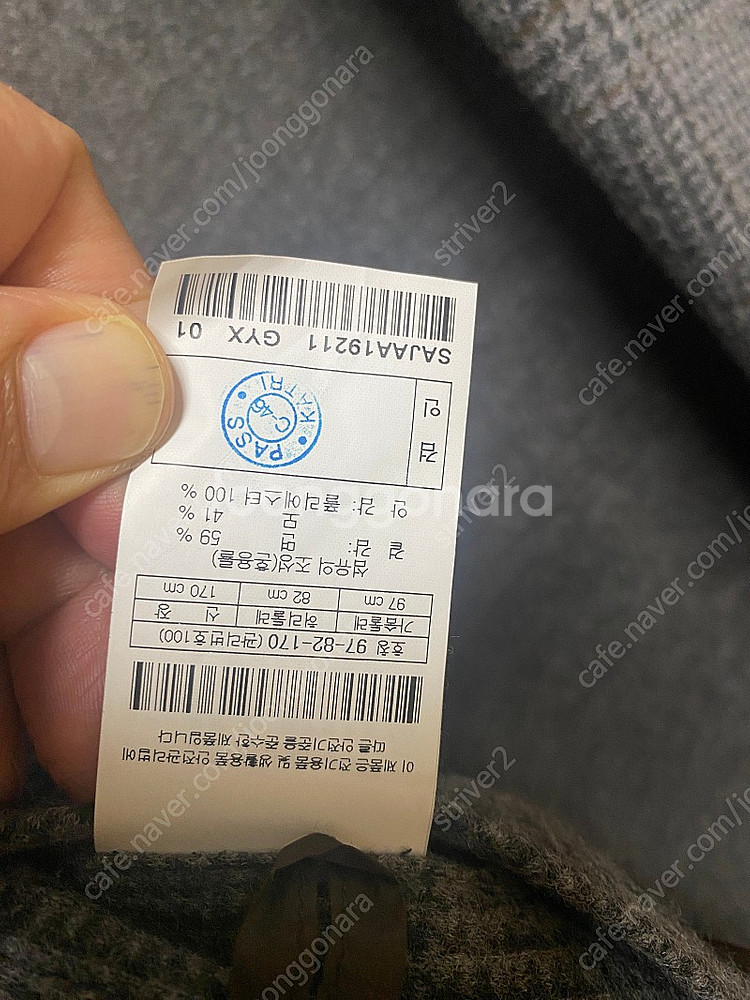 이 제품은 전기용품 및 생활용품 안전관리법에
따른 안전기준을 준수한 제품입니다
호칭 97-82-170 (관리번호100)
가슴둘레 허리둘레 신 장
97 cm 82 cm 170 cm
섬유의 조성(혼용률)
겉 감: 면 59 %
모 41 %
안 감: 폴리에스터 100 %
검 인
PASS KATRI C-46
SAJAA19211 GYX 01
joonggonara
cafe.naver.com/joonggonara
striver2